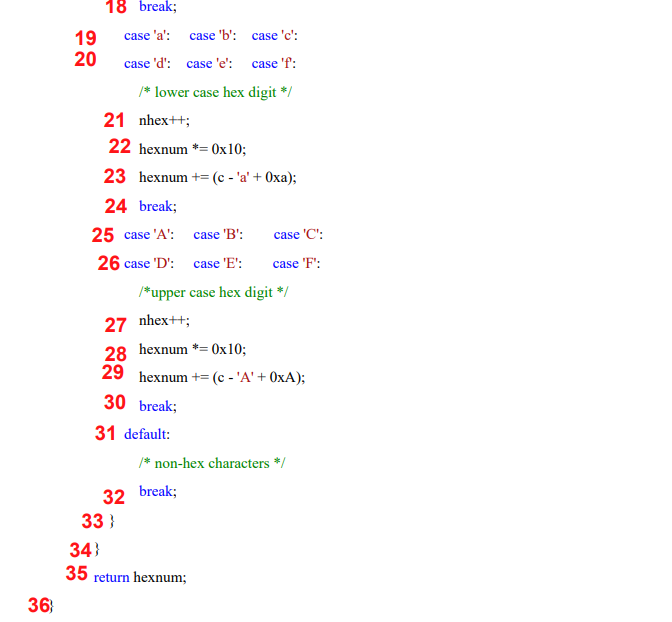 18 break;
19 case 'a': case 'b': case 'c':
20 case 'd': case 'e': case 'f':
/* lower case hex digit */
21 nhex++;
22 hexnum *= 0x10;
23 hexnum += (c - 'a' + 0xa);
24 break;
25 case 'A': case 'B': case 'C':
26 case 'D': case 'E': case 'F':
/*upper case hex digit */
27 nhex++;
28 hexnum *= 0x10;
29 hexnum += (c - 'A' + 0xA);
30 break;
31 default:
/* non-hex characters */
32 break;
33 }
34 }
35 return hexnum;
36 }